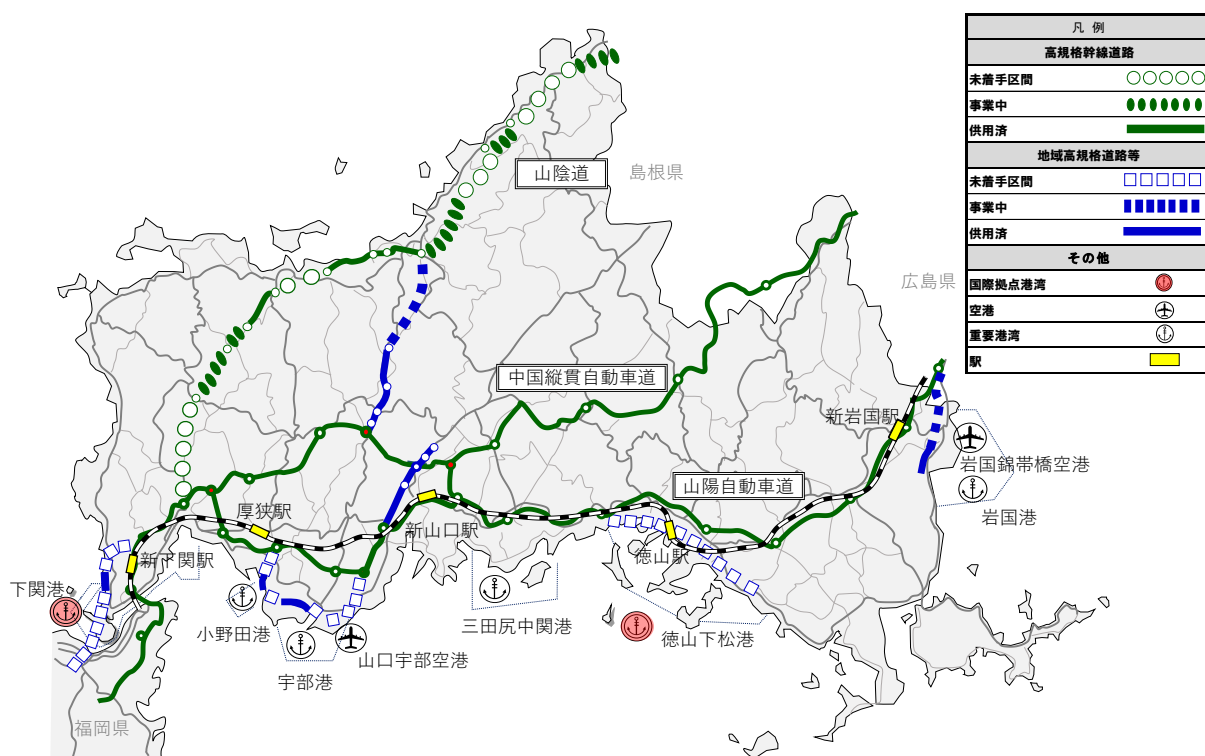 凡 例
高規格幹線道路
未着手区間
事業中
供用済
地域高規格道路等
未着手区間
事業中
供用済
その他
国際拠点港湾
空港
重要港湾
駅
山陰道
島根県
広島県
中国縦貫自動車道
新岩国駅
岩国錦帯橋空港
山陽自動車道
岩国港
厚狭駅
新山口駅
徳山駅
新下関駅
下関港
小野田港
三田尻中関港
徳山下松港
山口宇部空港
宇部港
福岡県